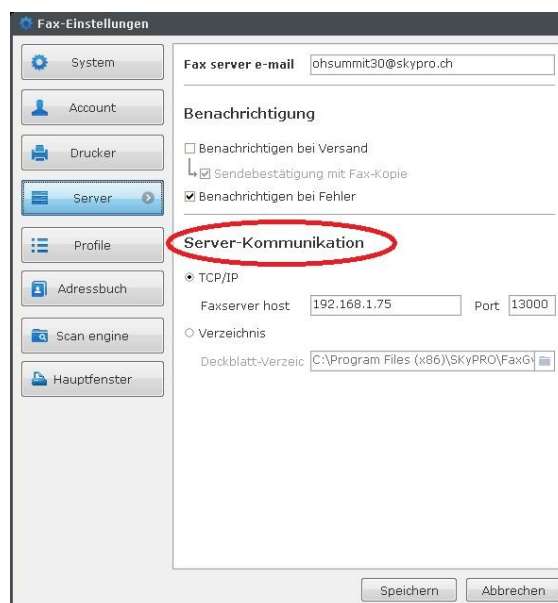 Fax-Einstellungen
System
Account
Drucker
Server
Profile
Adressbuch
Scan engine
Hauptfenster
Fax server e-mail ohsummit30@skypro.ch
Benachrichtigung
Benachrichtigen bei Versand
Sendebestätigung mit Fax-Kopie
Benachrichtigen bei Fehler
Server-Kommunikation
TCP/IP
Faxserver host 192.168.1.75 Port 13000
Verzeichnis
Deckblatt-Verzeic C:\Program Files (x86)\SKyPRO\FaxG\
Speichern Abbrechen